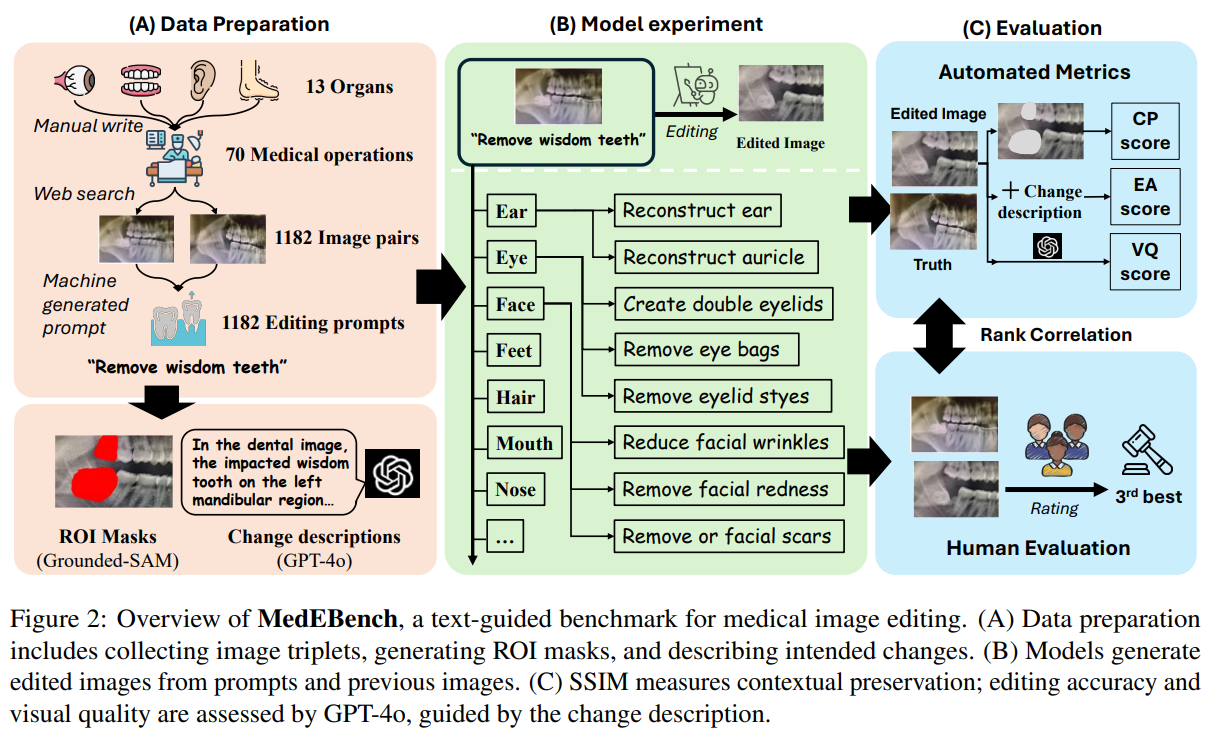 (A) Data Preparation
13 Organs
Manual write
70 Medical operations
Web search
1182 Image pairs
Machine
generated
prompt
1182 Editing prompts
“Remove wisdom teeth”
In the dental image,
the impacted wisdom
tooth on the left
mandibular region…
ROI Masks
(Grounded-SAM)
Change descriptions
(GPT-4o)
(B) Model experiment
“Remove wisdom teeth”
Editing
Edited Image
Ear
Eye
Face
Feet
Hair
Mouth
Nose
...
Reconstruct ear
Reconstruct auricle
Create double eyelids
Remove eye bags
Remove eyelid styes
Reduce facial wrinkles
Remove facial redness
Remove or facial scars
(C) Evaluation
Automated Metrics
Edited Image
Truth
+ Change
description
CP
score
EA
score
VQ
score
Rank Correlation
Rating
3rd best
Human Evaluation
Figure 2: Overview of MedEBench, a text-guided benchmark for medical image editing. (A) Data preparation
includes collecting image triplets, generating ROI masks, and describing intended changes. (B) Models generate
edited images from prompts and previous images. (C) SSIM measures contextual preservation; editing accuracy and
visual quality are assessed by GPT-4o, guided by the change description.